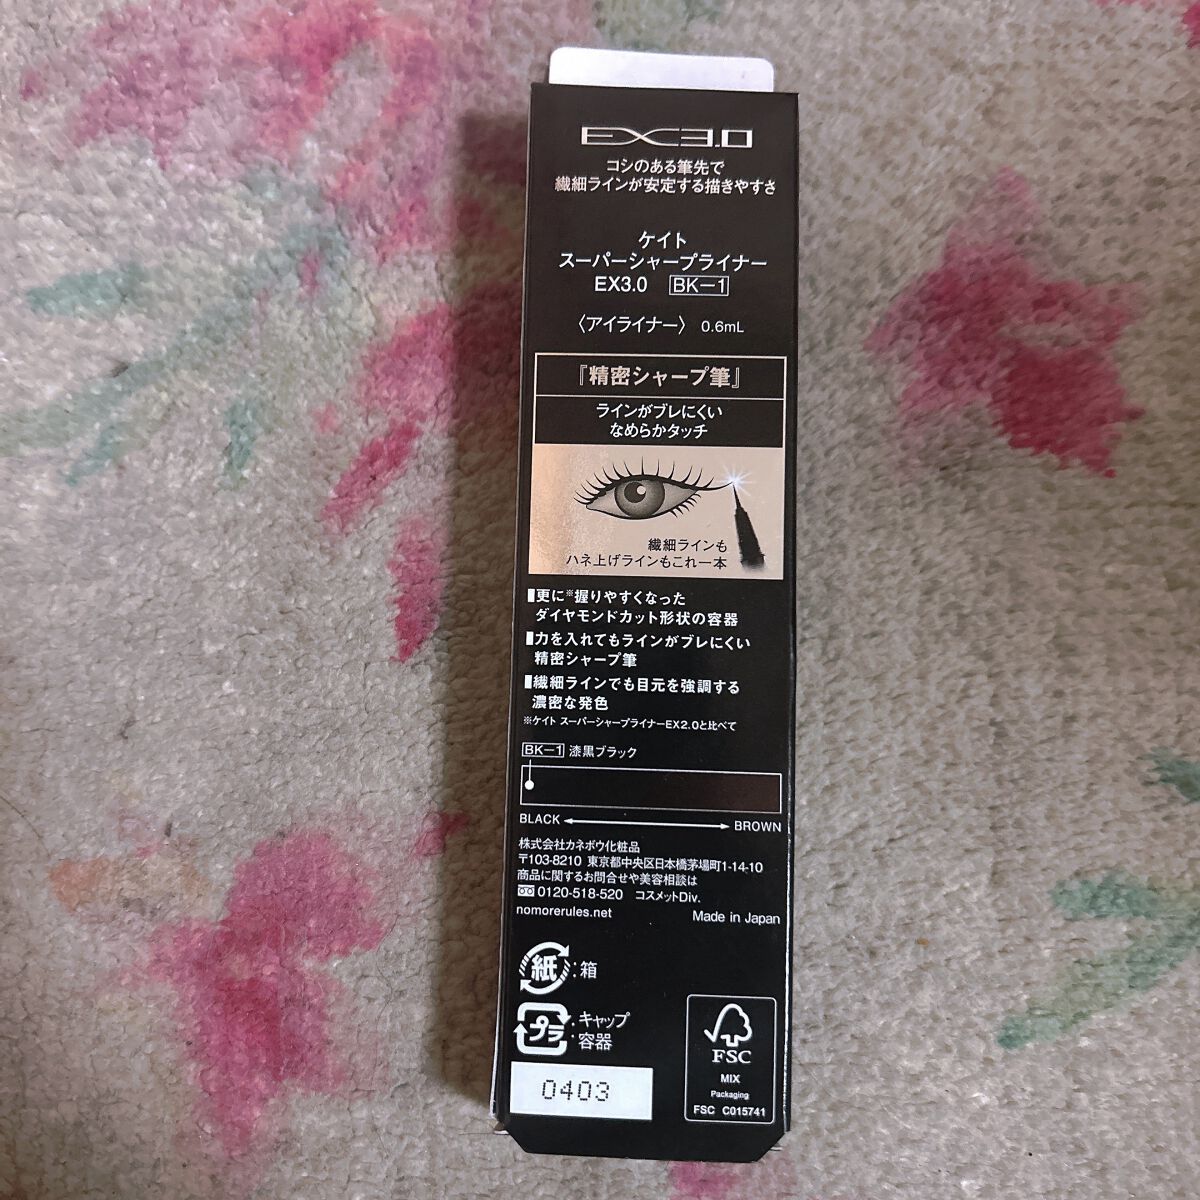 EX3.0
コシのある筆先で
繊細ラインが安定する描きやすさ
ケイト
スーパーシャープライナー
EX3.0 BK-1
〈アイライナー〉 0.6mL
『精密シャープ筆』
ラインがブレにくい
なめらかタッチ
繊細ラインも
ハネ上げラインもこれ一本
▮更に※握りやすくなった
ダイヤモンドカット形状の容器
▮力を入れてもラインがブレにくい
精密シャープ筆
▮繊細ラインでも目元を強調する
濃密な発色
※ケイト スーパーシャープライナーEX2.0と比べて
BK-1 漆黒ブラック
BLACK BROWN
株式会社カネボウ化粧品
〒103-8210 東京都中央区日本橋茅場町1-14-10
商品に関するお問合せや美容相談は
0120-518-520 コスメットDiv.
nomorerules.net Made in Japan
紙:箱
プラ:キャップ
容器
0403
FSC
MIX
Packaging
FSC C015741